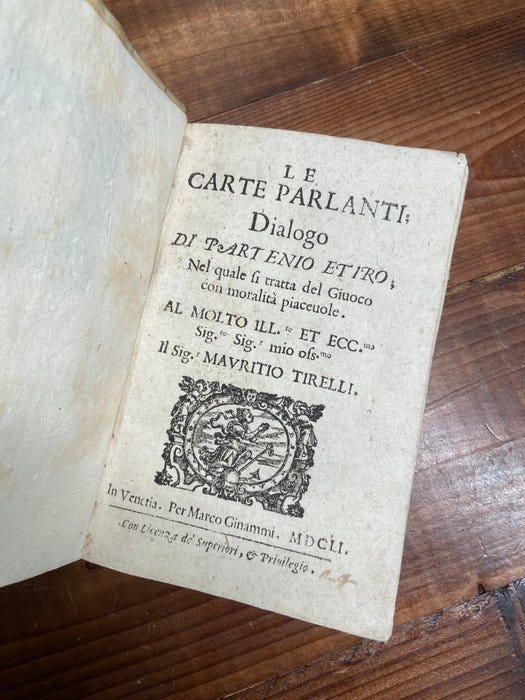 LE
CARTE PARLANTI;
Dialogo
DI PARTENIO ETIRO;
Nel quale si tratta del Giuoco
con moralità piaceuole.
AL MOLTO ILL.re ET ECC.mo
Sig.re Sig.r mio oss.mo
Il Sig.r MAVRITIO TIRELLI.
In Venetia. Per Marco Ginammi. MDCLI.
Con Licenza de' Superiori, & Priuilegio.